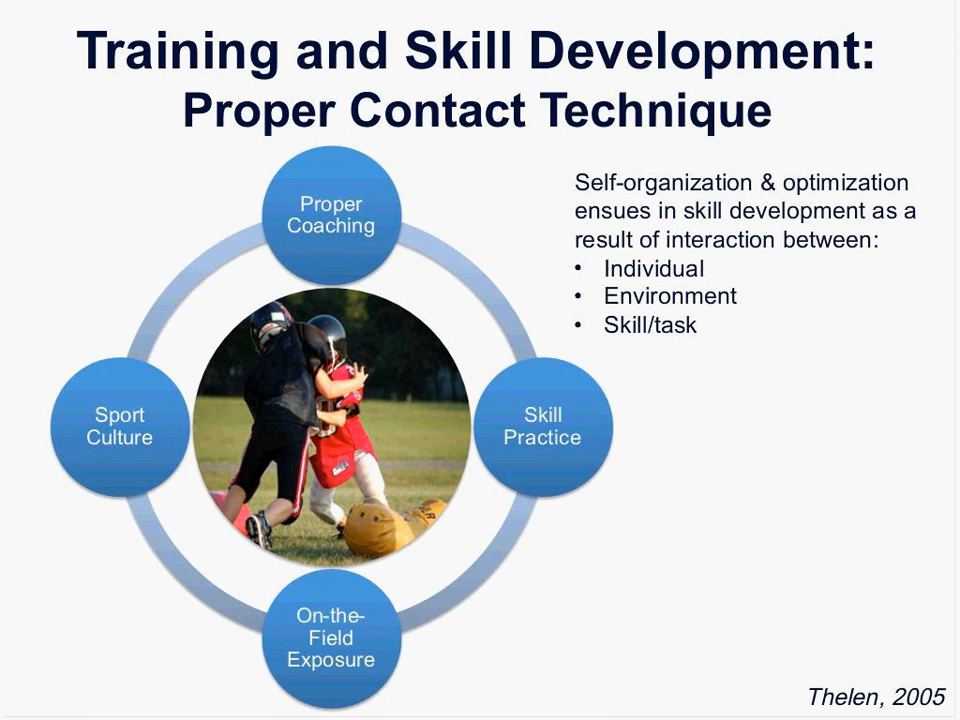 Training and Skill Development:
Proper Contact Technique
Proper
Coaching
Self-organization & optimization
ensues in skill development as a
result of interaction between:
• Individual
• Environment
• Skill/task
Sport
Culture
Skill
Practice
On-the-
Field
Exposure
Thelen, 2005